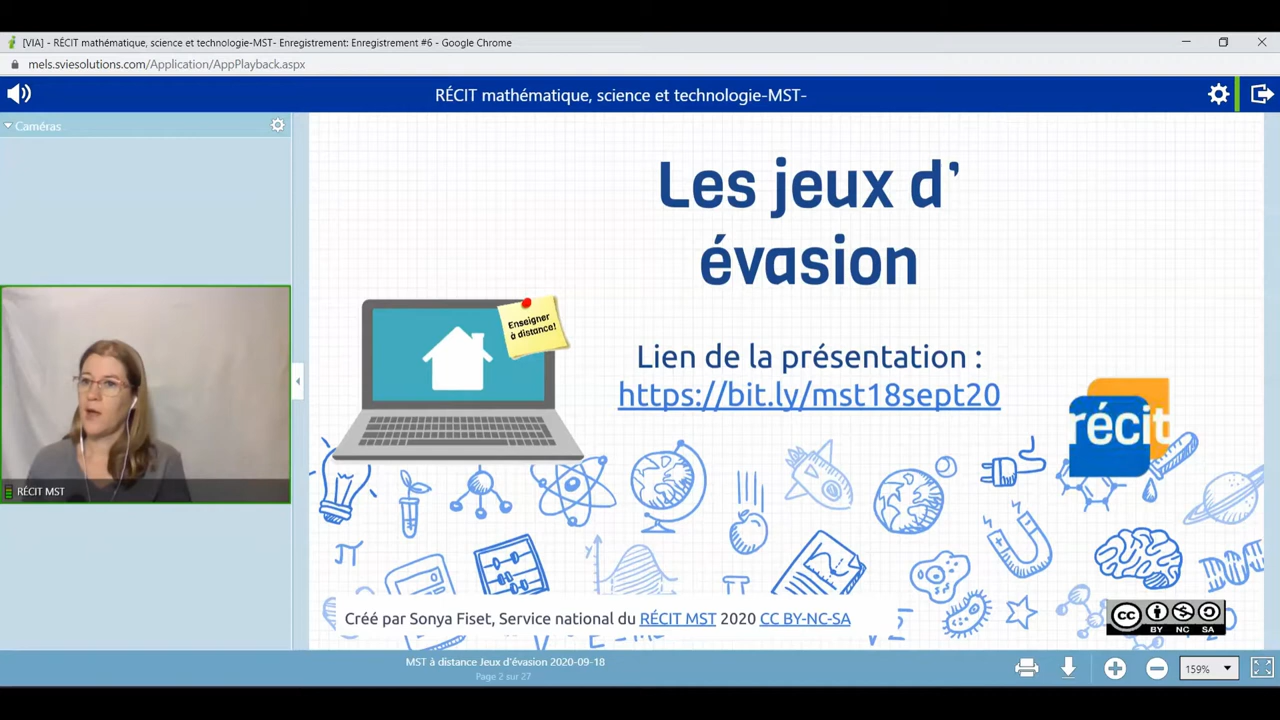 [VIA] - RÉCIT mathématique, science et technologie-MST- Enregistrement: Enregistrement #6 - Google Chrome
mels.sviesolutions.com/Application/AppPlayback.aspx
RÉCIT mathématique, science et technologie-MST-
Caméras
RÉCIT MST
Les jeux d’
évasion
Enseigner
à distance!
Lien de la présentation :
https://bit.ly/mst18sept20
récit
π
y
Créé par Sonya Fiset, Service national du RÉCIT MST 2020 CC BY-NC-SA
cc
BY NC SA
MST à distance Jeux d'évasion 2020-09-18
Page 2 sur 27
159%